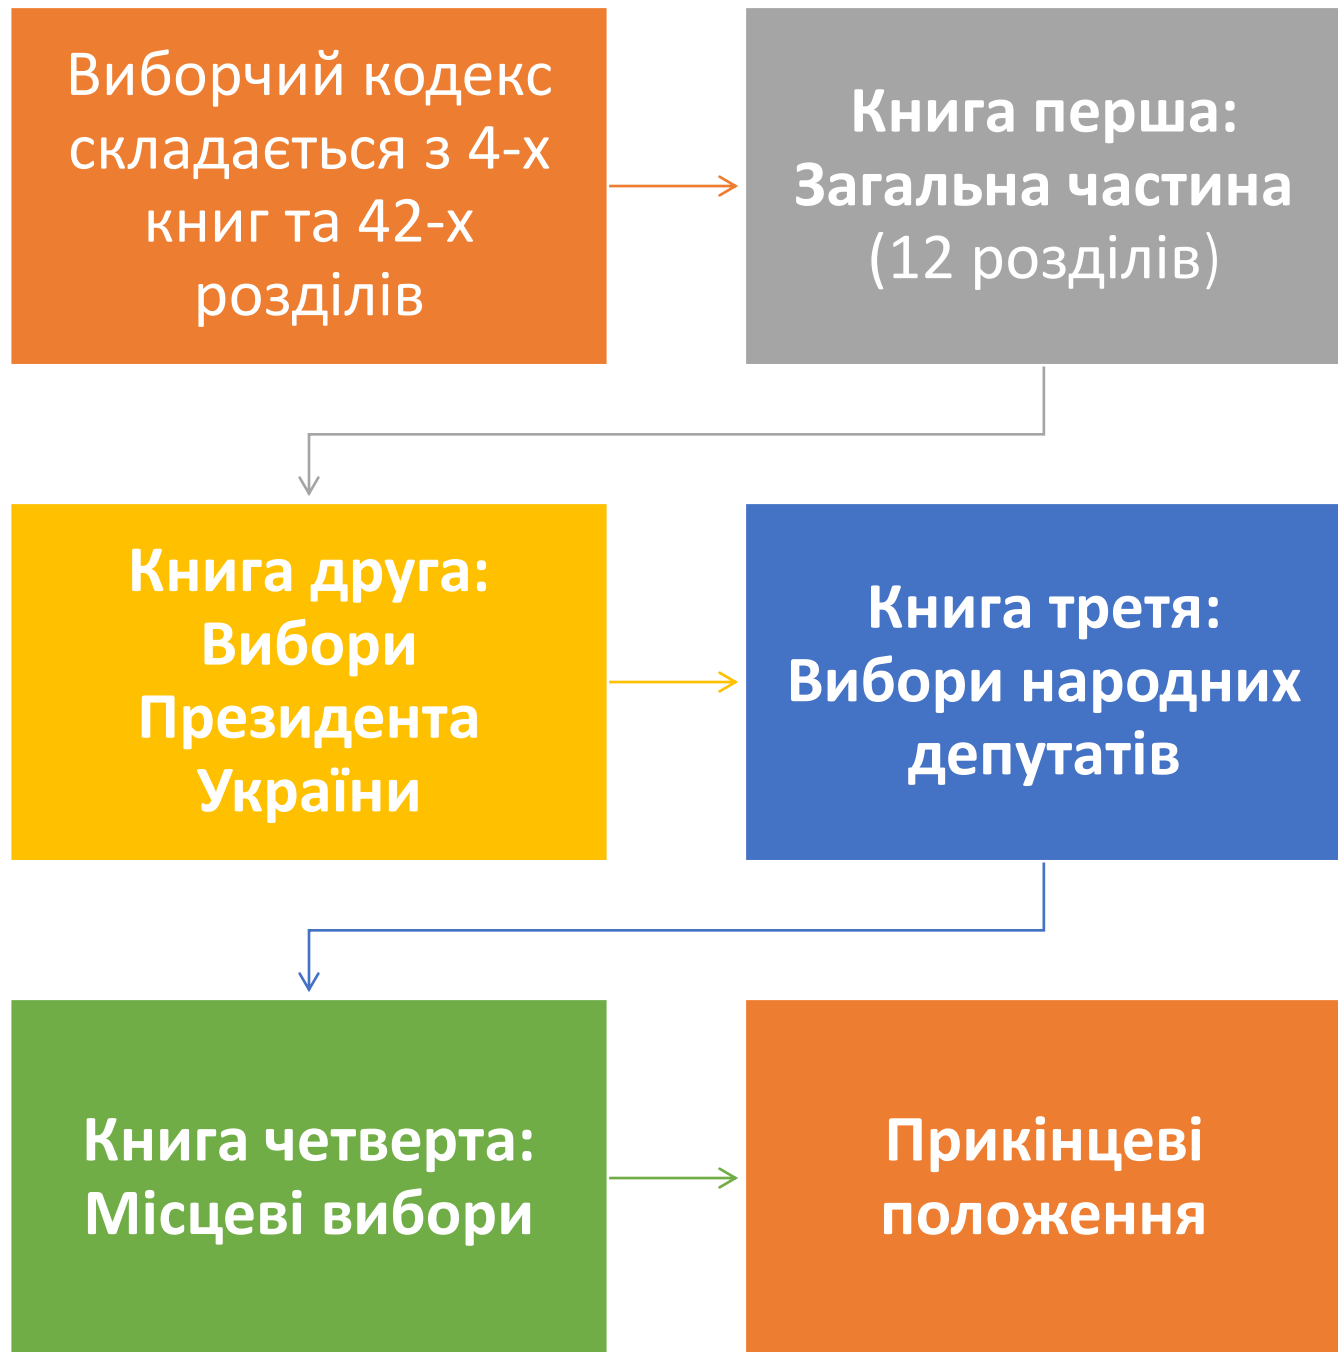 Виборчий кодекс
складається з 4-х
книг та 42-х
розділів
Книга перша:
Загальна частина
(12 розділів)
Книга друга:
Вибори
Президента
України
Книга третя:
Вибори народних
депутатів
Книга четверта:
Місцеві вибори
Прикінцеві
положення